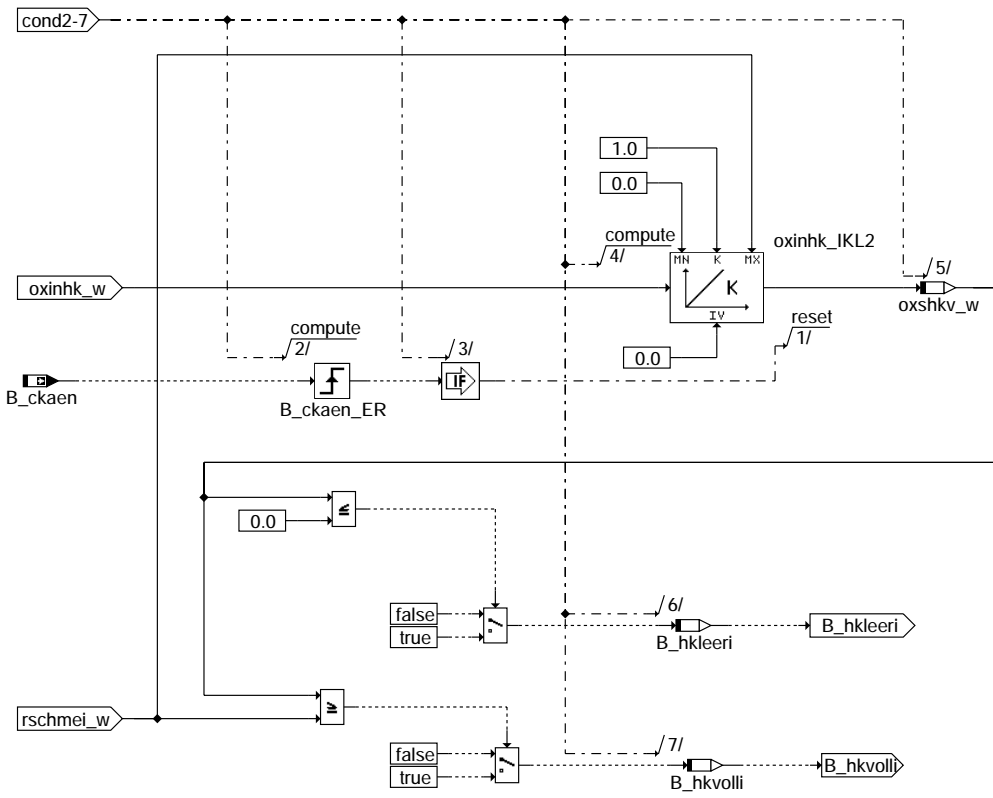 cond2-7
1.0
0.0
compute
4/
MN K MX
oxinhk_IKL2
K
IV
5/
oxshkv_w
oxinhk_w
0.0
reset
1/
compute
2/
3/
IF
B_ckaen
B_ckaen_ER
≤
0.0
false
true
6/
B_hkleeri
B_hkleeri
rschmei_w
≥
false
true
7/
B_hkvolli
B_hkvolli